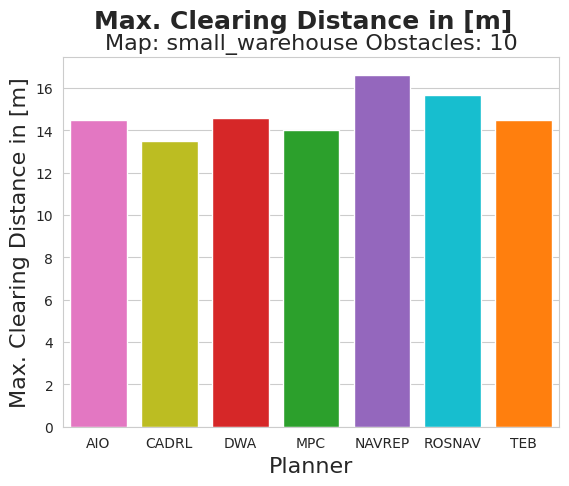 Max. Clearing Distance in [m]
Map: small_warehouse Obstacles: 10
Max. Clearing Distance in [m]
16
14
12
10
8
6
4
2
0
AIO CADRL DWA MPC NAVREP ROSNAV TEB
Planner